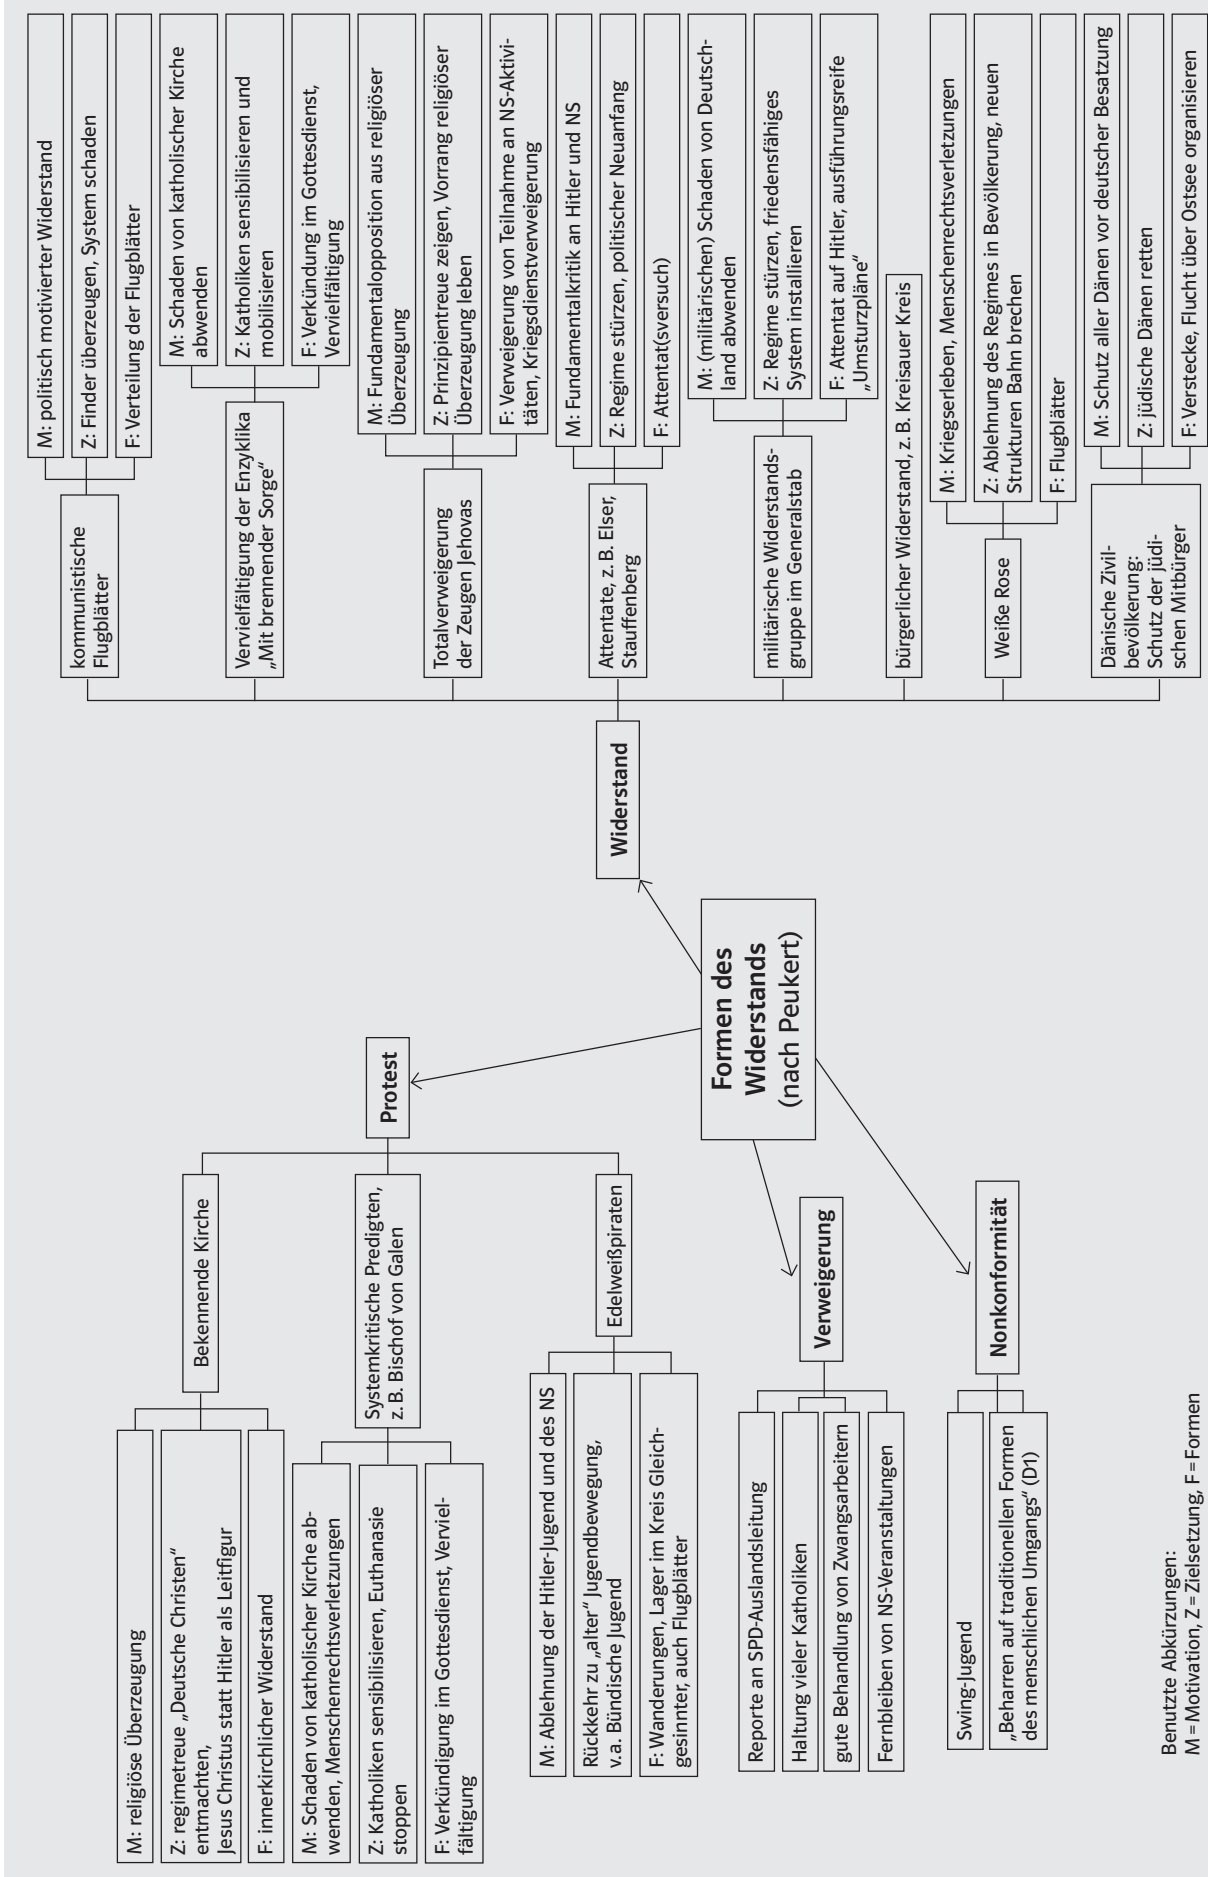 Formen des
Widerstands
(nach Peukert)
Protest
Bekennende Kirche
M: religiöse Überzeugung
Z: regimetreue „Deutsche Christen“
entmachten,
Jesus Christus statt Hitler als Leitfigur
F: innerkirchlicher Widerstand
Systemkritische Predigten,
z. B. Bischof von Galen
M: Schaden von katholischer Kirche ab-
wenden, Menschenrechtsverletzungen
Z: Katholiken sensibilisieren, Euthanasie
stoppen
F: Verkündigung im Gottesdienst, Verviel-
fältigung
Edelweißpiraten
M: Ablehnung der Hitler-Jugend und des NS
Rückkehr zu „alter“ Jugendbewegung,
v. a. Bündische Jugend
F: Wanderungen, Lager im Kreis Gleich-
gesinnter, auch Flugblätter
Verweigerung
Reporte an SPD-Auslandsleitung
Haltung vieler Katholiken
gute Behandlung von Zwangsarbeitern
Fernbleiben von NS-Veranstaltungen
Nonkonformität
Swing-Jugend
„Beharren auf traditionellen Formen
des menschlichen Umgangs“ (D1)
Widerstand
kommunistische
Flugblätter
M: politisch motivierter Widerstand
Z: Finder überzeugen, System schaden
F: Verteilung der Flugblätter
Vervielfältigung der Enzyklika
„Mit brennender Sorge“
M: Schaden von katholischer Kirche
abwenden
Z: Katholiken sensibilisieren und
mobilisieren
F: Verkündung im Gottesdienst,
Vervielfältigung
Totalverweigerung
der Zeugen Jehovas
M: Fundamentalopposition aus religiöser
Überzeugung
Z: Prinzipientreue zeigen, Vorrang religiöser
Überzeugung leben
F: Verweigerung von Teilnahme an NS-Aktivi-
täten, Kriegsdienstverweigerung
Attentate, z. B. Elser,
Stauffenberg
M: Fundamentalkritik an Hitler und NS
Z: Regime stürzen, politischer Neuanfang
F: Attentat(sversuch)
militärische Widerstands-
gruppe im Generalstab
M: (militärischen) Schaden von Deutsch-
land abwenden
Z: Regime stürzen, friedensfähiges
System installieren
F: Attentat auf Hitler, ausführungsreife
„Umsturzpläne“
bürgerlicher Widerstand, z. B. Kreisauer Kreis
Weiße Rose
M: Kriegserleben, Menschenrechtsverletzungen
Z: Ablehnung des Regimes in Bevölkerung, neuen
Strukturen Bahn brechen
F: Flugblätter
Dänische Zivil-
bevölkerung:
Schutz der jüdi-
schen Mitbürger
M: Schutz aller Dänen vor deutscher Besatzung
Z: jüdische Dänen retten
F: Verstecke, Flucht über Ostsee organisieren
Benutzte Abkürzungen:
M = Motivation, Z = Zielsetzung, F = Formen